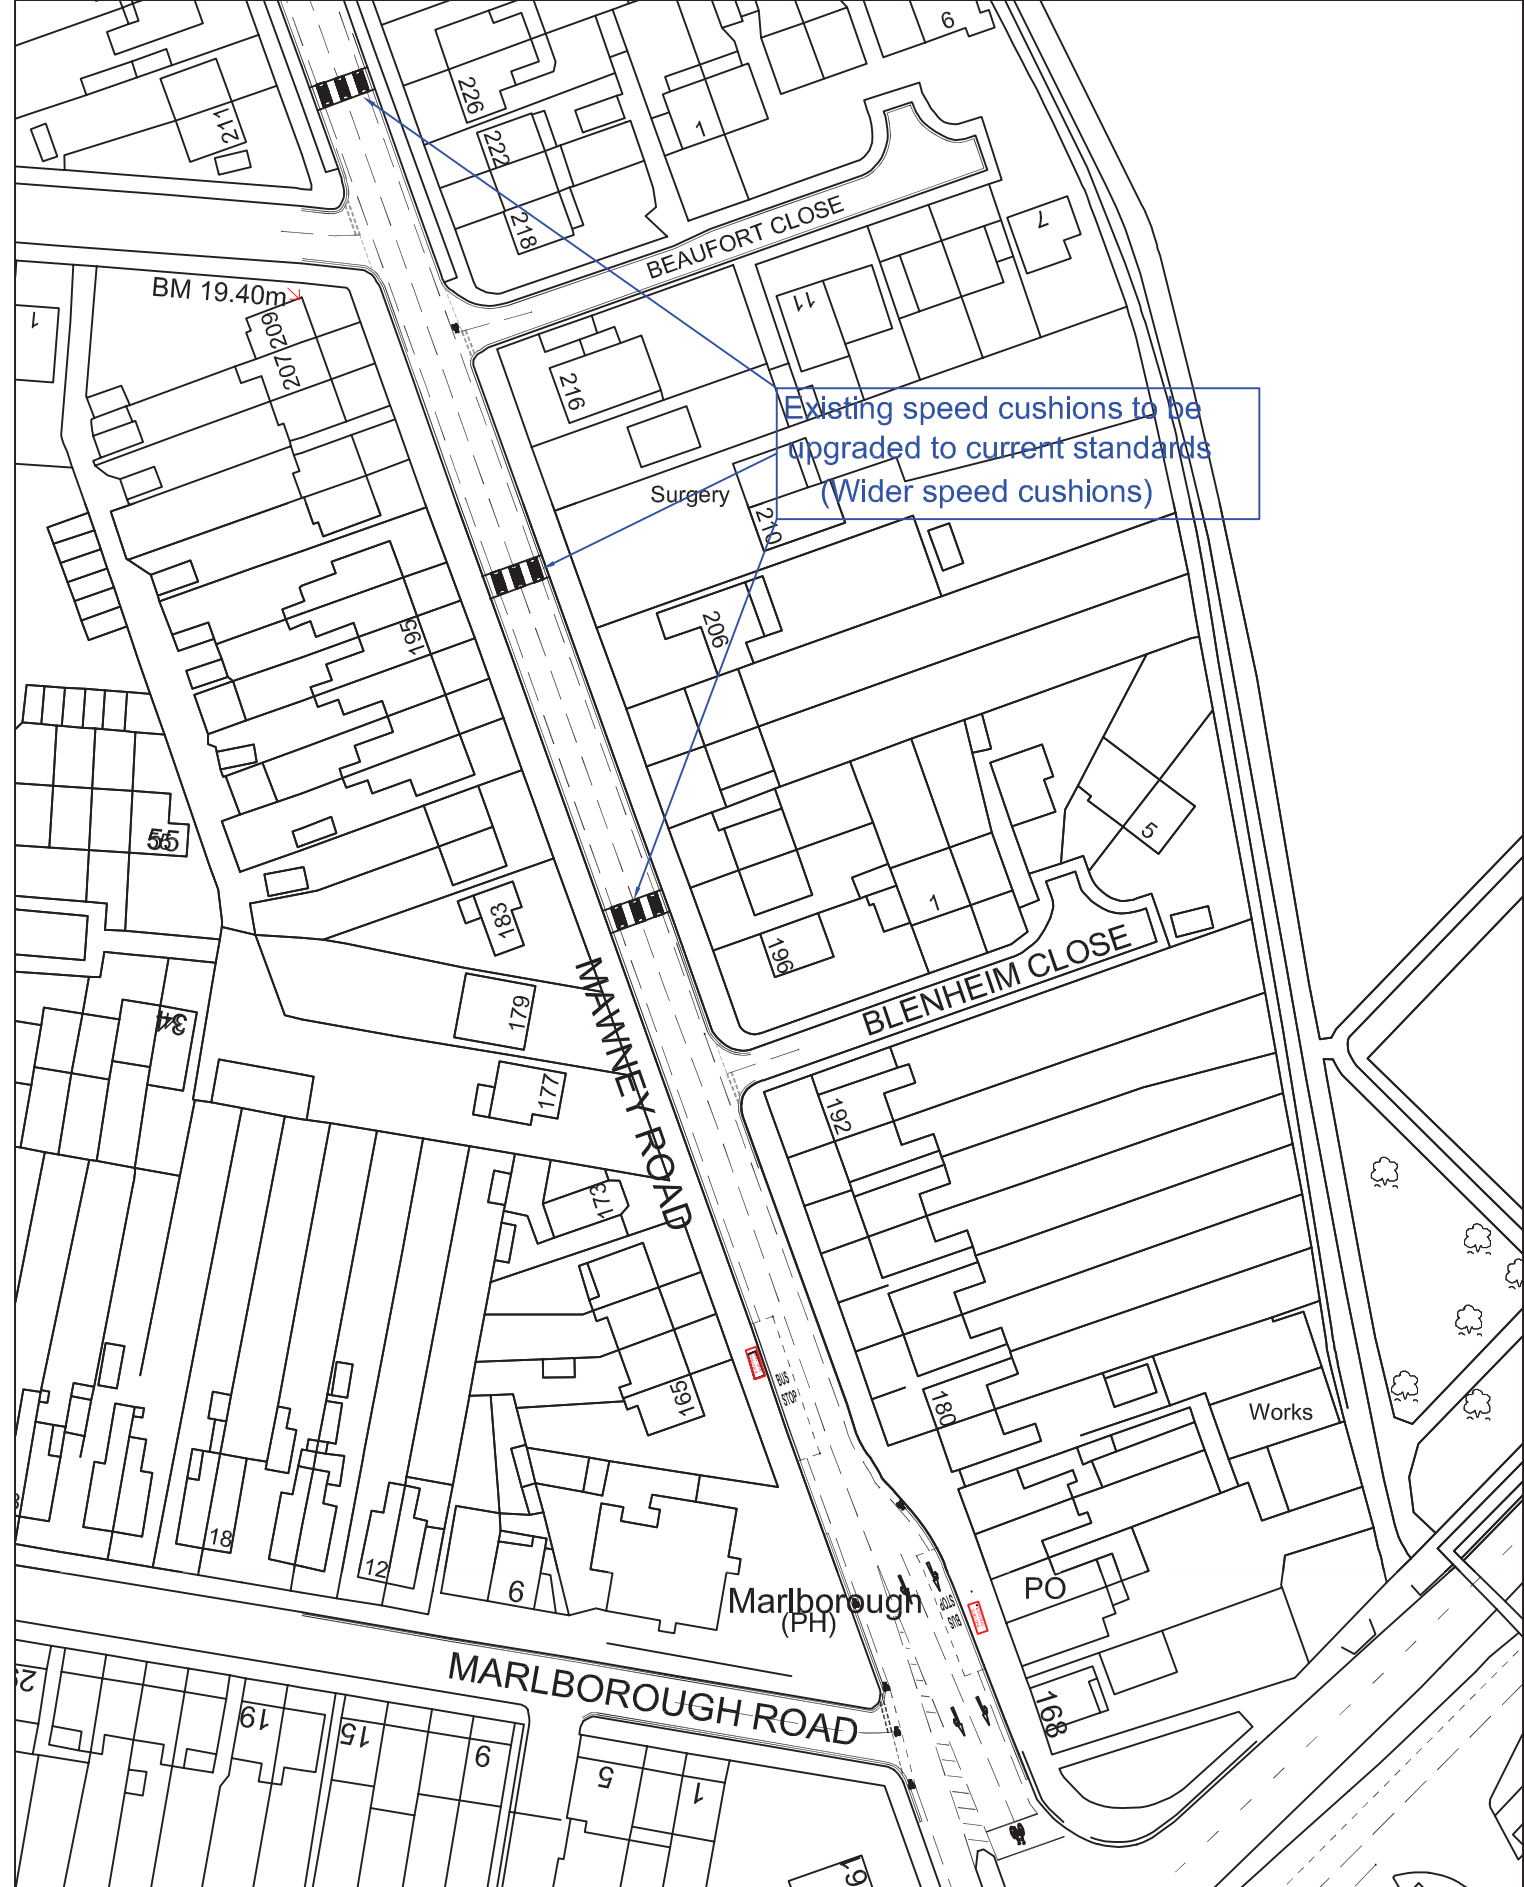 6
226
211
1
222
218
BEAUFORT CLOSE
7
BM 19.40m
11
1
209
207
216
Existing speed cushions to be
upgraded to current standards
(Wider speed cushions)
Surgery
210
206
195
55
5
1
183
196
BLENHEIM CLOSE
MAWNEY ROAD
179
34
177
192
173
165
BUS
STOP
180
Works
18
12
6
Marlborough
(PH)
BUS
STOP
PO
MARLBOROUGH ROAD
168
19
15
9
5
1